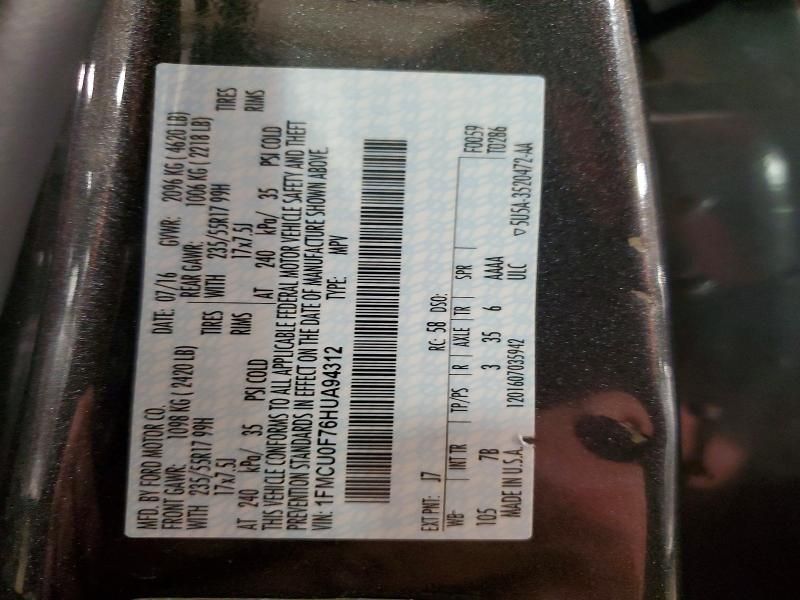 MFD. BY FORD MOTOR CO. DATE: 07/16 GVWR: 2096 KG ( 4620 LB)
FRONT GAWR: 1098 KG ( 2420 LB) REAR GAWR: 1006 KG ( 2218 LB)
WITH 235/55R17 99H TIRES WITH 235/55R17 99H TIRES
17x7.5J RIMS 17x7.5J RIMS
AT 240 kPa/ 35 PSI COLD AT 240 kPa/ 35 PSI COLD
THIS VEHICLE CONFORMS TO ALL APPLICABLE FEDERAL MOTOR VEHICLE SAFETY AND THEFT
PREVENTION STANDARDS IN EFFECT ON THE DATE OF MANUFACTURE SHOWN ABOVE.
VIN: 1FMCU0F76HUA94312 TYPE: MPV
EXT PNT: J7 RC: 58 DSO: F0059
WB INT TR TP/PS R AXLE TR SPR T0286
105 7B 3 35 6 AAAA
MADE IN U.S.A. 1201607035942 ULC ▽5U5A-3520472-AA